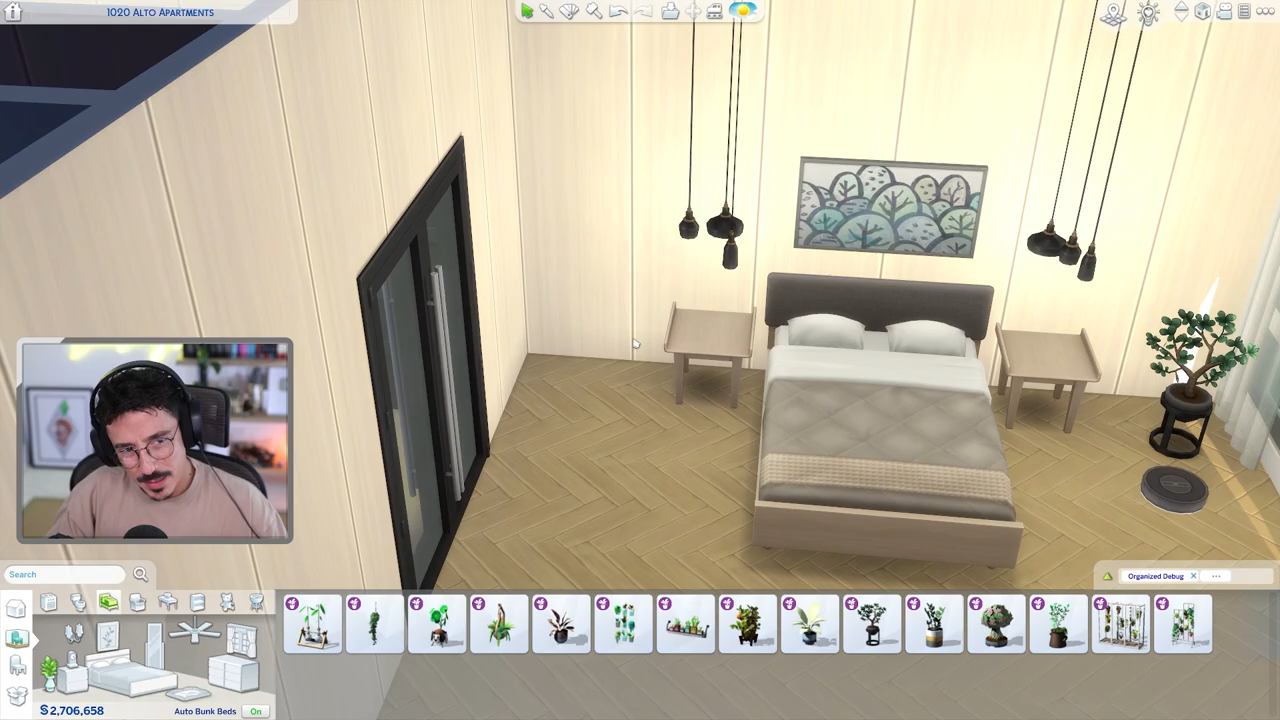 1020 Alto Apartments
Search
Organized Debug
§2,706,658
Auto Bunk Beds
On